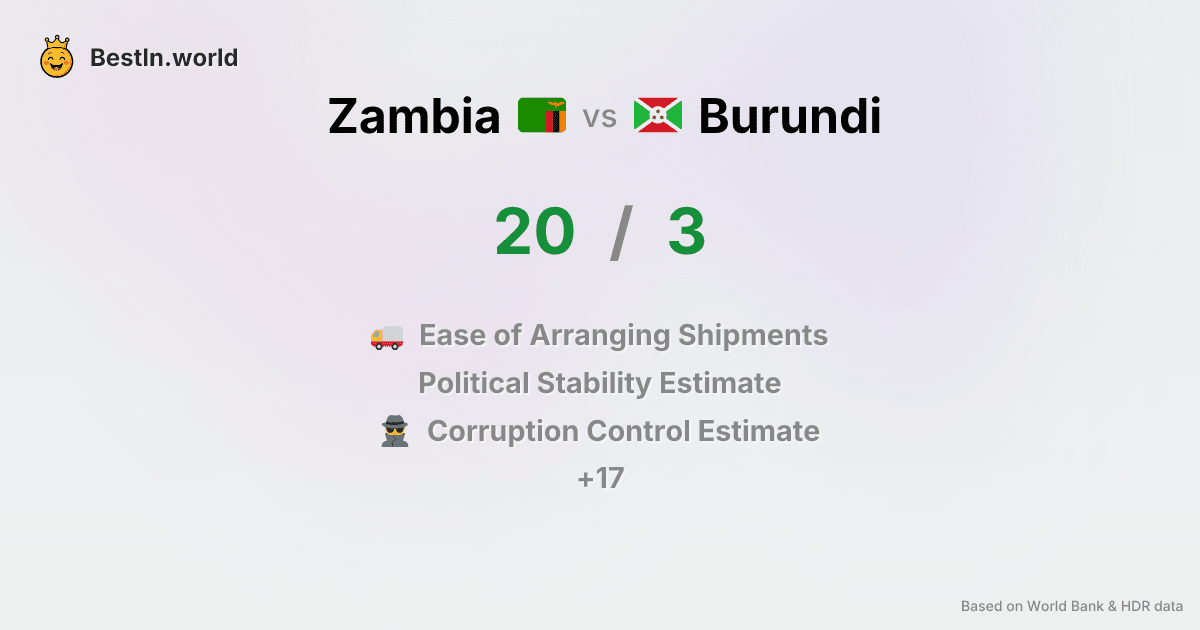 BestIn.world
Zambia vs Burundi
20 / 3
Ease of Arranging Shipments
Political Stability Estimate
Corruption Control Estimate
+17
Based on World Bank & HDR data